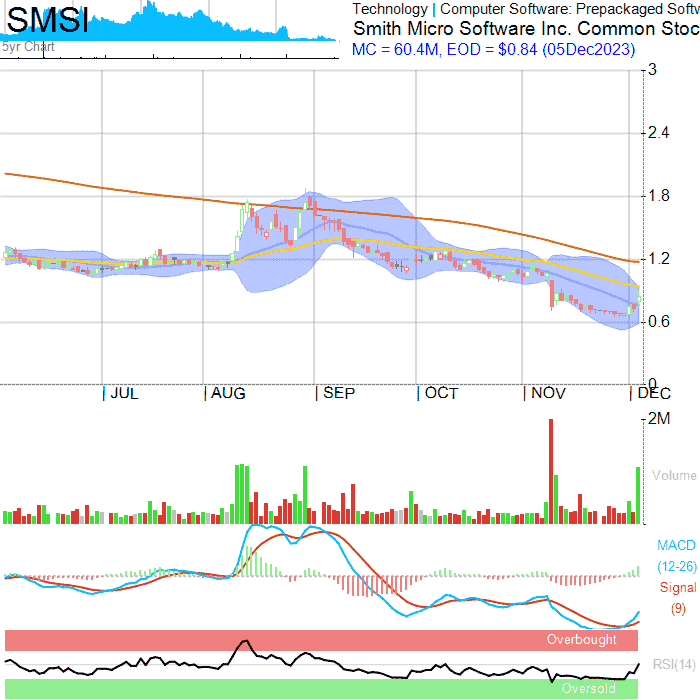 SMSI
5yr Chart
Technology | Computer Software: Prepackaged Softw
Smith Micro Software Inc. Common Stoc
MC = 60.4M, EOD = $0.84 (05Dec2023)
3
2.4
1.8
1.2
0.6
0
| JUL | AUG | SEP | OCT | NOV | DEC
2M
Volume
MACD
(12-26)
Signal
(9)
Overbought
RSI(14)
Oversold